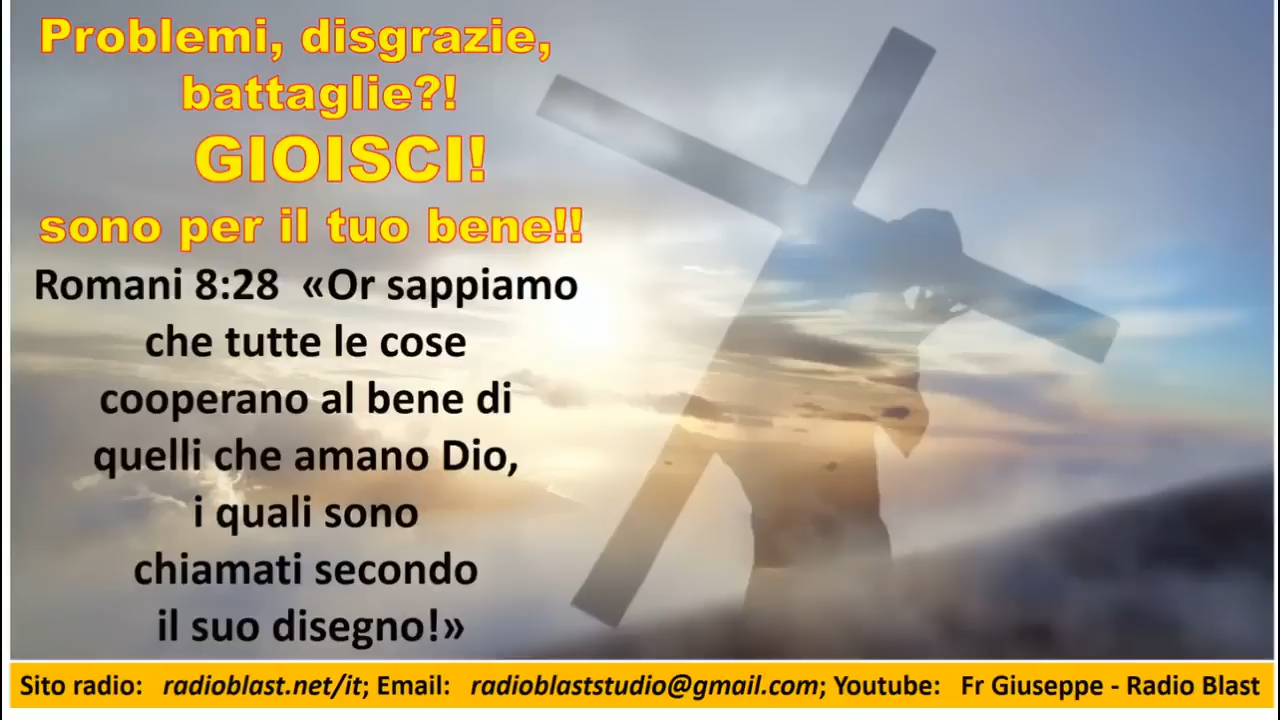 Problemi, disgrazie,
battaglie?!
GIOISCI!
sono per il tuo bene!!
Romani 8:28 «Or sappiamo
che tutte le cose
cooperano al bene di
quelli che amano Dio,
i quali sono
chiamati secondo
il suo disegno!»
Sito radio: radioblast.net/it; Email: radioblaststudio@gmail.com; Youtube: Fr Giuseppe - Radio Blast